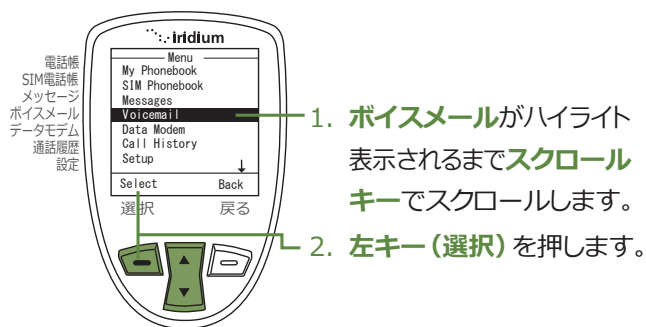 iridium
Menu
電話帳
SIM電話帳
メッセージ
ボイスメール
データモデム
通話履歴
設定
My Phonebook
SIM Phonebook
Messages
Voicemail
Data Modem
Call History
Setup
Select Back
選択 戻る
1. ボイスメールがハイライト
表示されるまでスクロール
キーでスクロールします。
2. 左キー（選択）を押します。